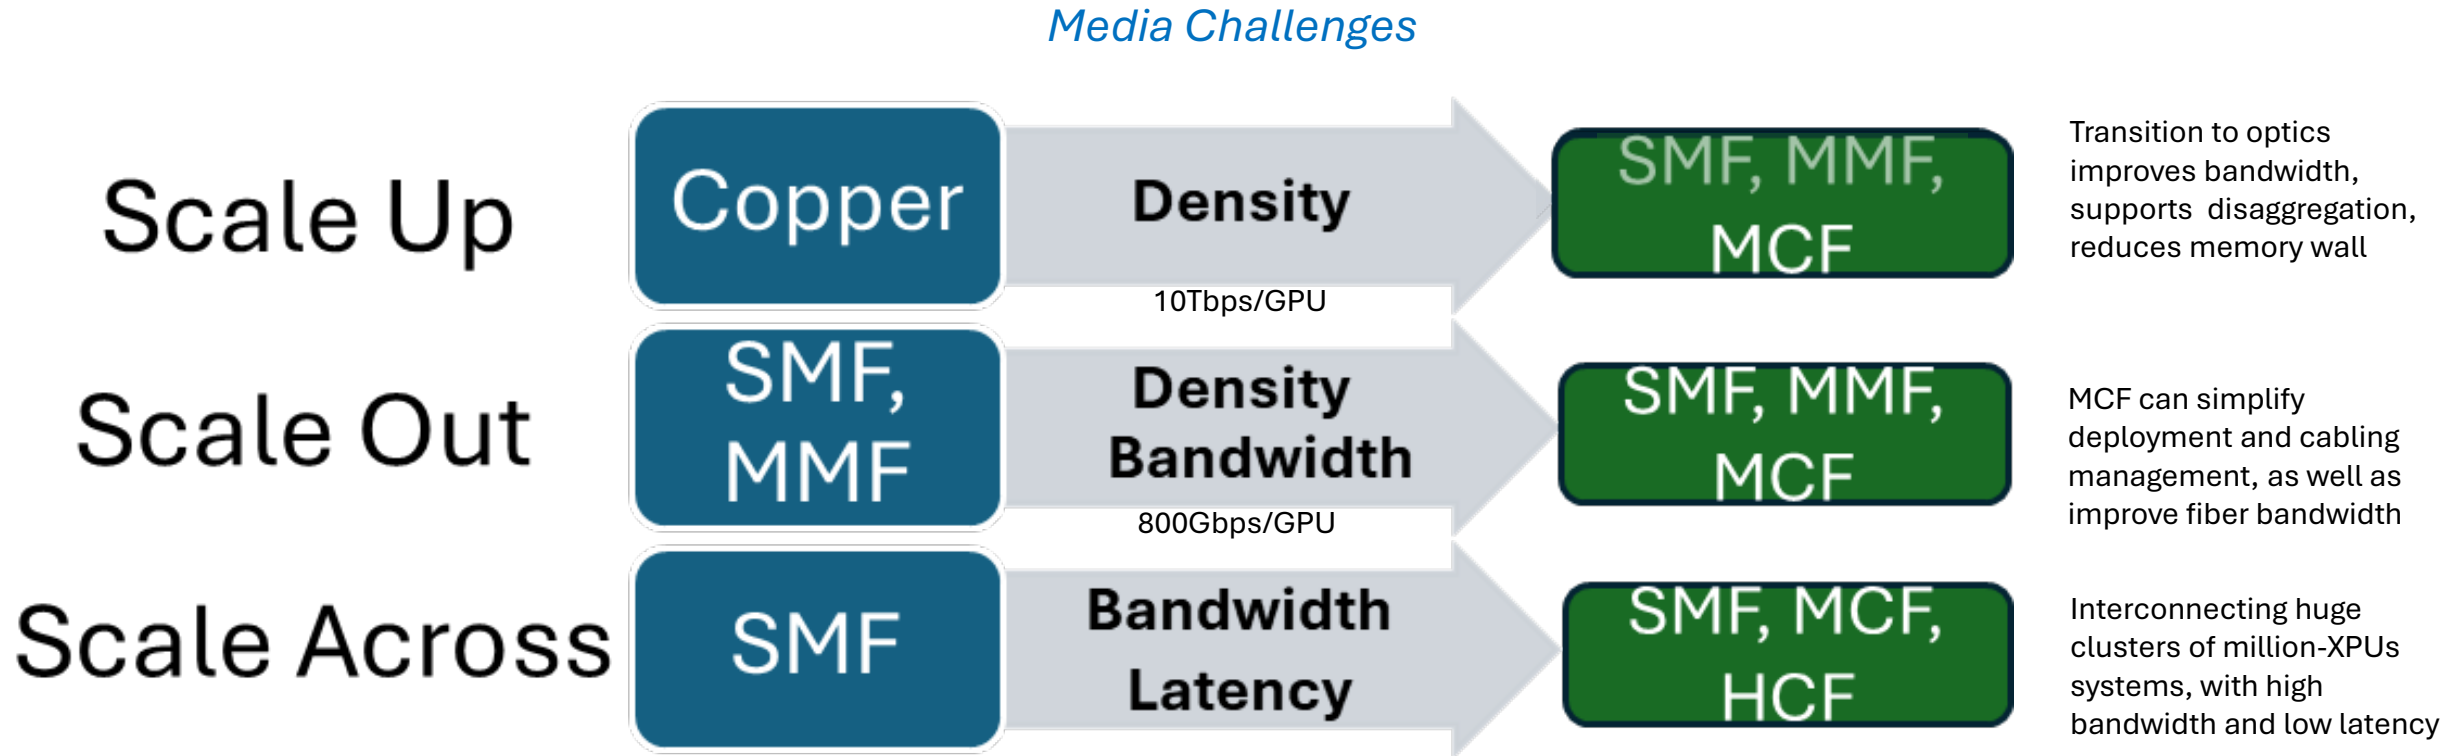 Media Challenges
Scale Up
Copper
Density
10Tbps/GPU
SMF, MMF,
MCF
Transition to optics
improves bandwidth,
supports disaggregation,
reduces memory wall
Scale Out
SMF,
MMF
Density
Bandwidth
800Gbps/GPU
SMF, MMF,
MCF
MCF can simplify
deployment and cabling
management, as well as
improve fiber bandwidth
Scale Across
SMF
Bandwidth
Latency
SMF, MCF,
HCF
Interconnecting huge
clusters of million-XPUs
systems, with high
bandwidth and low latency